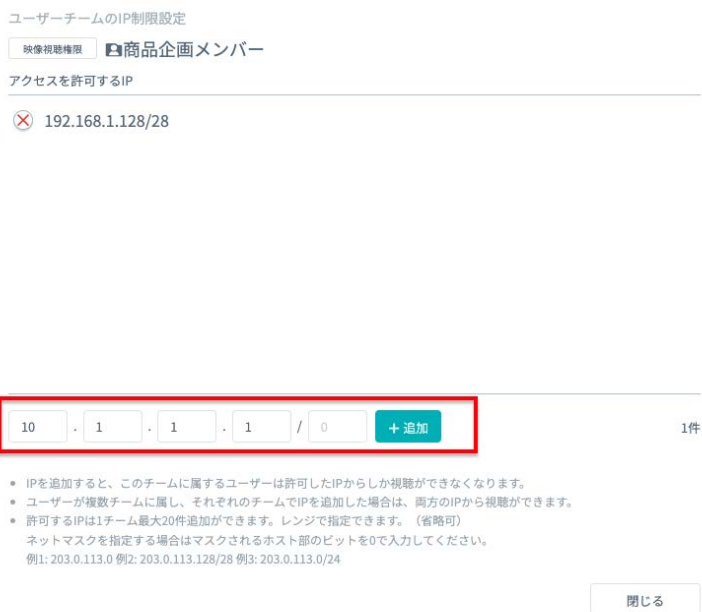 ユーザーチームのIP制限設定
映像視聴権限 商品企画メンバー
アクセスを許可するIP
192.168.1.128/28
10 . 1 . 1 . 1 / 0 +追加 1件
IPを追加すると、このチームに属するユーザーは許可したIPからしか視聴ができなくなります。
ユーザーが複数チームに属し、それぞれのチームでIPを追加した場合は、両方のIPから視聴ができます。
許可するIPは1チーム最大20件追加ができます。レンジで指定できます。（省略可）
ネットマスクを指定する場合はマスクされるホスト部のビットを0で入力してください。
例1: 203.0.113.0 例2: 203.0.113.128/28 例3: 203.0.113.0/24
閉じる